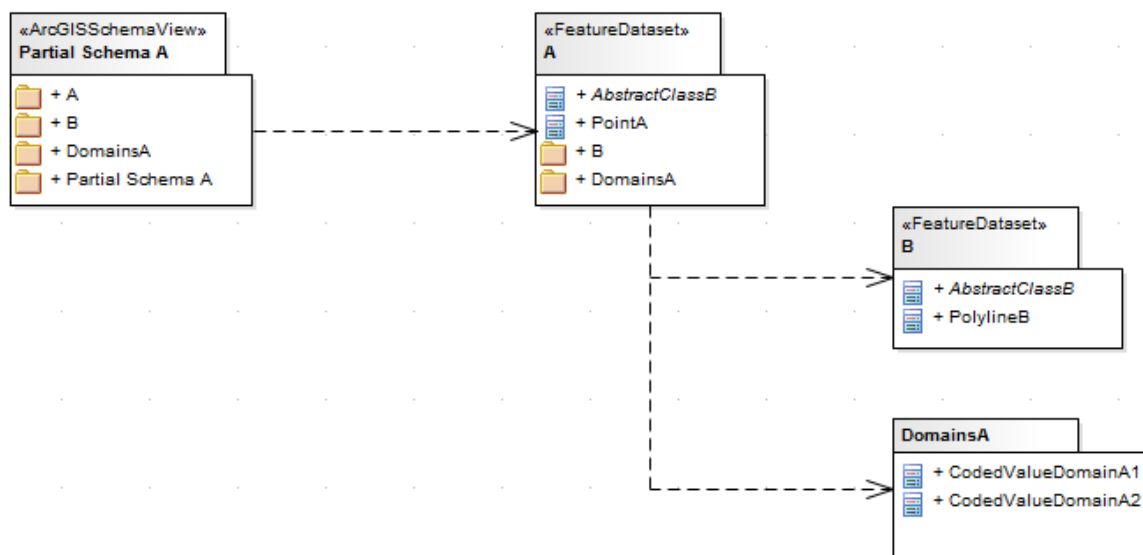 «ArcGISSchemaView»
Partial Schema A
+ A
+ B
+ DomainsA
+ Partial Schema A
«FeatureDataset»
A
+ AbstractClassB
+ PointA
+ B
+ DomainsA
«FeatureDataset»
B
+ AbstractClassB
+ PolylineB
DomainsA
+ CodedValueDomainA1
+ CodedValueDomainA2